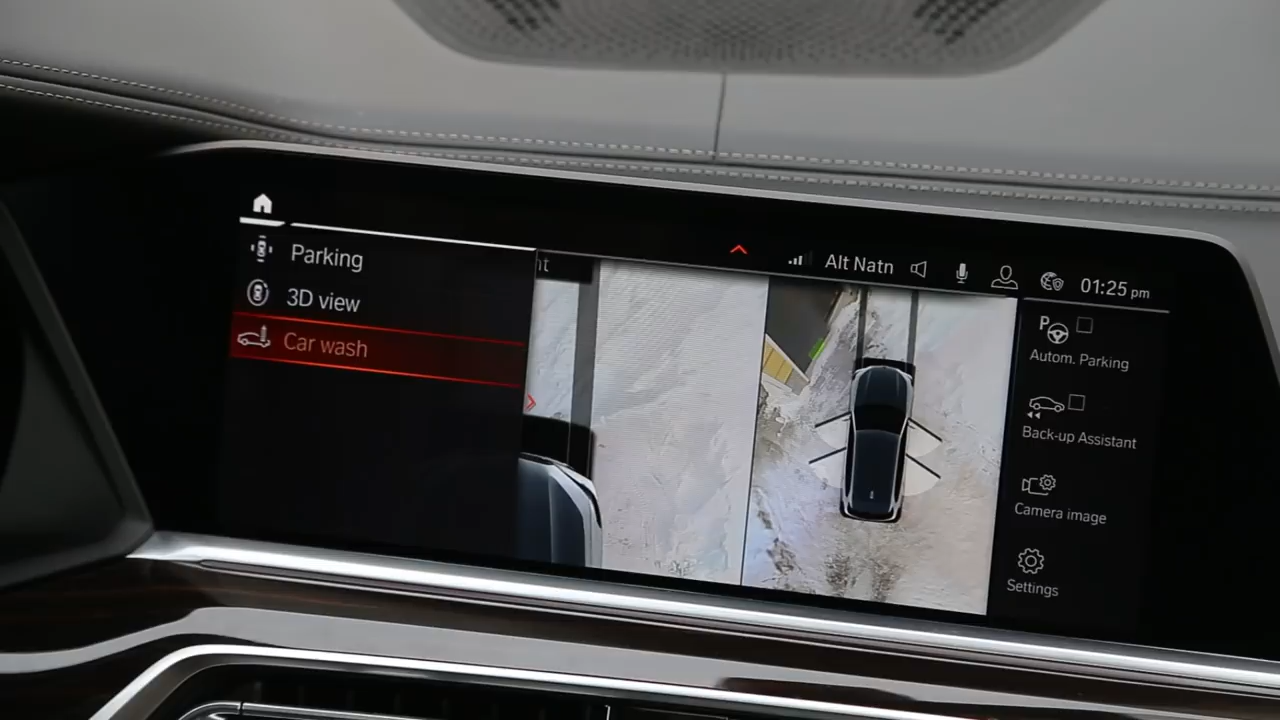 Parking
3D view
Car wash
Alt Natn
01:25 pm
P
Autom. Parking
Back-up Assistant
Camera image
Settings